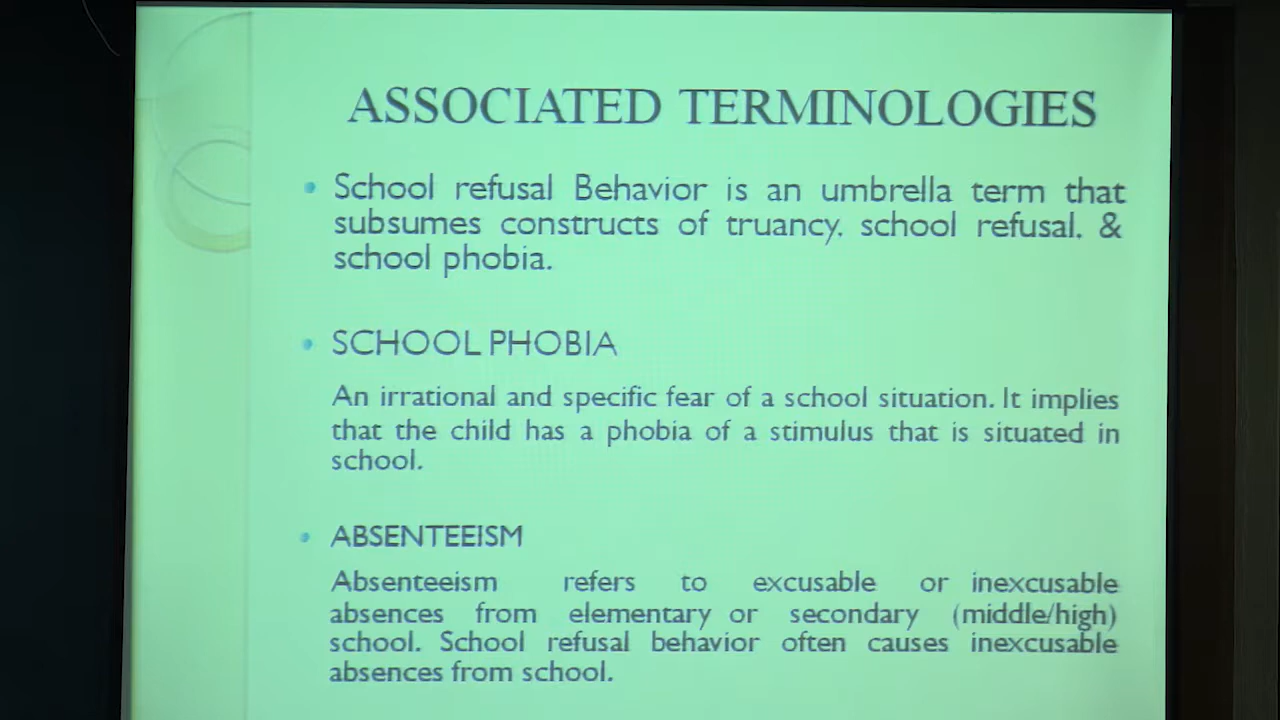 ASSOCIATED TERMINOLOGIES
• School refusal Behavior is an umbrella term that
subsumes constructs of truancy, school refusal, &
school phobia.
• SCHOOL PHOBIA
An irrational and specific fear of a school situation. It implies
that the child has a phobia of a stimulus that is situated in
school.
• ABSENTEEISM
Absenteeism refers to excusable or inexcusable
absences from elementary or secondary (middle/high)
school. School refusal behavior often causes inexcusable
absences from school.